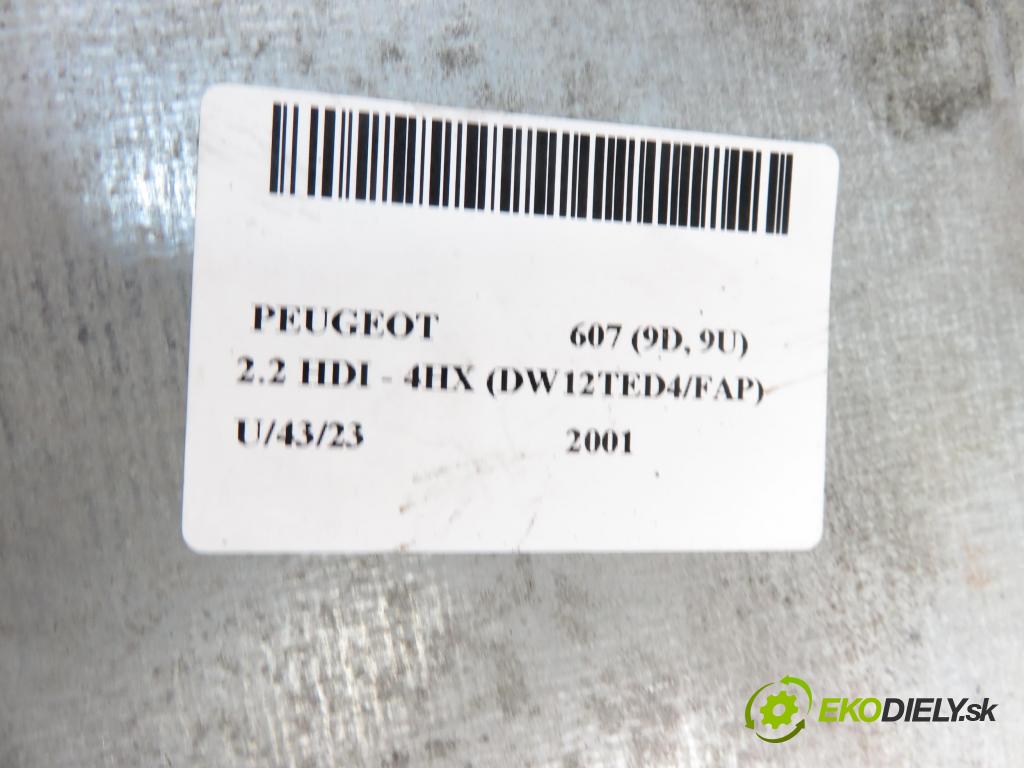 PEUGEOT 607 (9D, 9U)
2.2 HDI - 4HX (DW12TED4/FAP)
U/43/23 2001
EKODIELY.sk